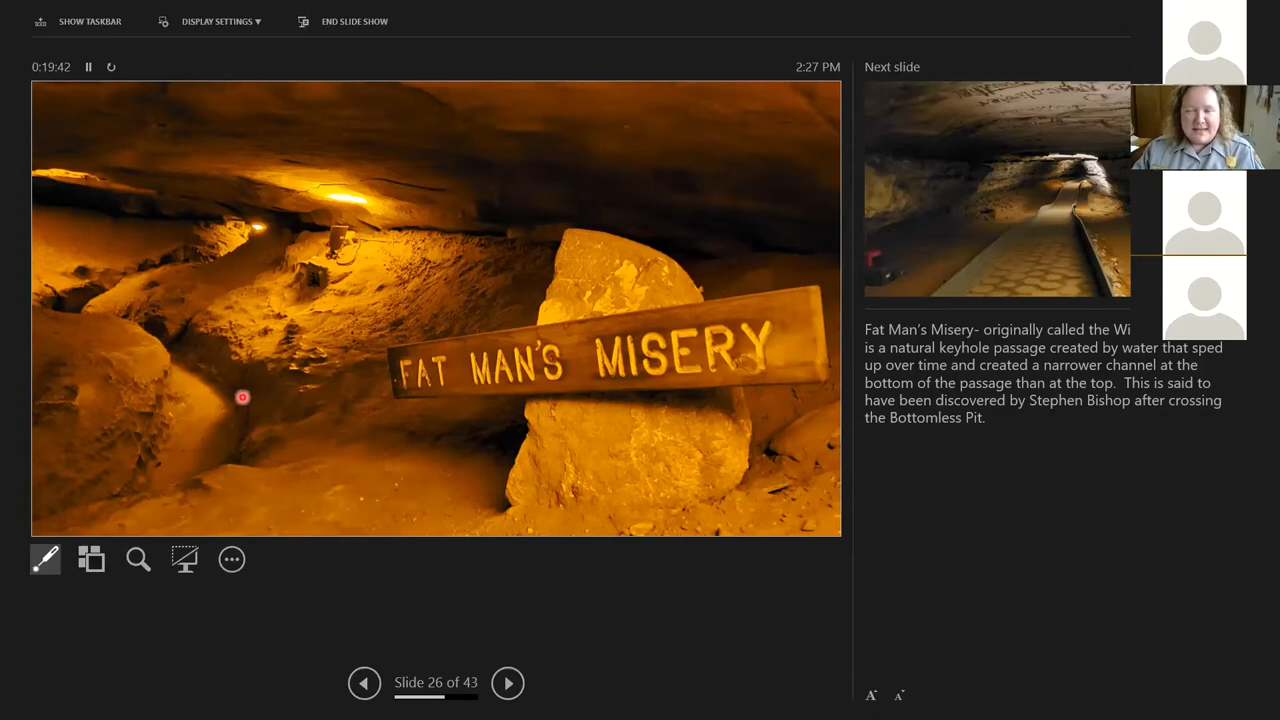 SHOW TASKBAR
DISPLAY SETTINGS ▼
END SLIDE SHOW
0:19:42
2:27 PM
Next slide
FAT MAN'S MISERY
Fat Man's Misery- originally called the Wi
is a natural keyhole passage created by water that sped
up over time and created a narrower channel at the
bottom of the passage than at the top.  This is said to
have been discovered by Stephen Bishop after crossing
the Bottomless Pit.
Slide 26 of 43
A
A